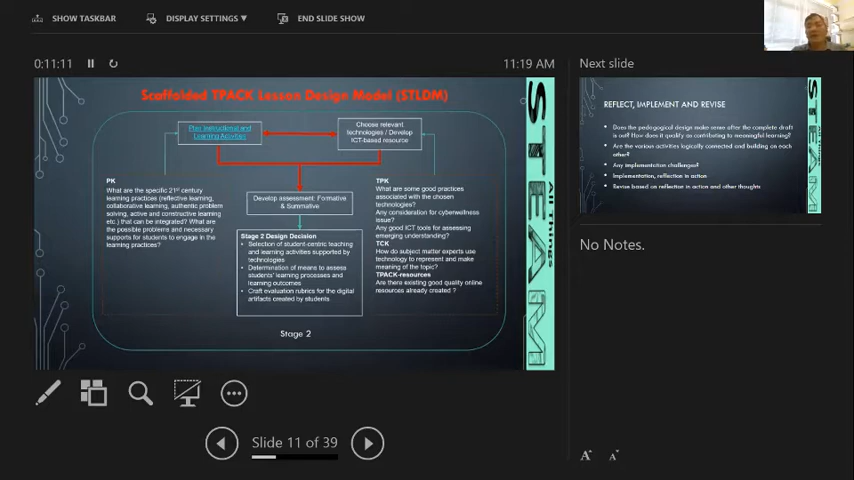 SHOW TASKBAR
DISPLAY SETTINGS ▼
END SLIDE SHOW
0:11:11
11:19 AM
Scaffolded TPACK Lesson Design Model (STLDM)
Plan Instructional and
Learning Activities
Choose relevant
technologies / Develop
ICT-based resource
PK
What are the specific 21st century
learning practices (reflective learning,
collaborative learning, authentic problem
solving, active and constructive learning
etc.) that can be integrated? What are
the possible problems and necessary
supports for students to engage in the
learning practices?
Develop assessment: Formative
& Summative
Stage 2 Design Decision
• Selection of student-centric teaching
and learning activities supported by
technologies
• Determination of means to assess
students' learning processes and
learning outcomes
• Craft evaluation rubrics for the digital
artifacts created by students
TPK
What are some good practices
associated with the chosen
technologies?
Any consideration for cyberwellness
issue?
Any good ICT tools for assessing
emerging understanding?
TCK
How do subject matter experts use
technology to represent and make
meaning of the topic?
TPACK-resources
Are there existing good quality online
resources already created ?
Stage 2
STEAM
All Things
Slide 11 of 39
Next slide
REFLECT, IMPLEMENT AND REVISE
• Does the pedagogical design make sense after the complete draft
is out? How does it qualify as contributing to meaningful learning?
• Are the various activities logically connected and building on each
other?
• Any implementation challenges?
• Implementation, reflection in action
• Revise based on reflection in action and other thoughts
STEAM
All Things
No Notes.
A
A